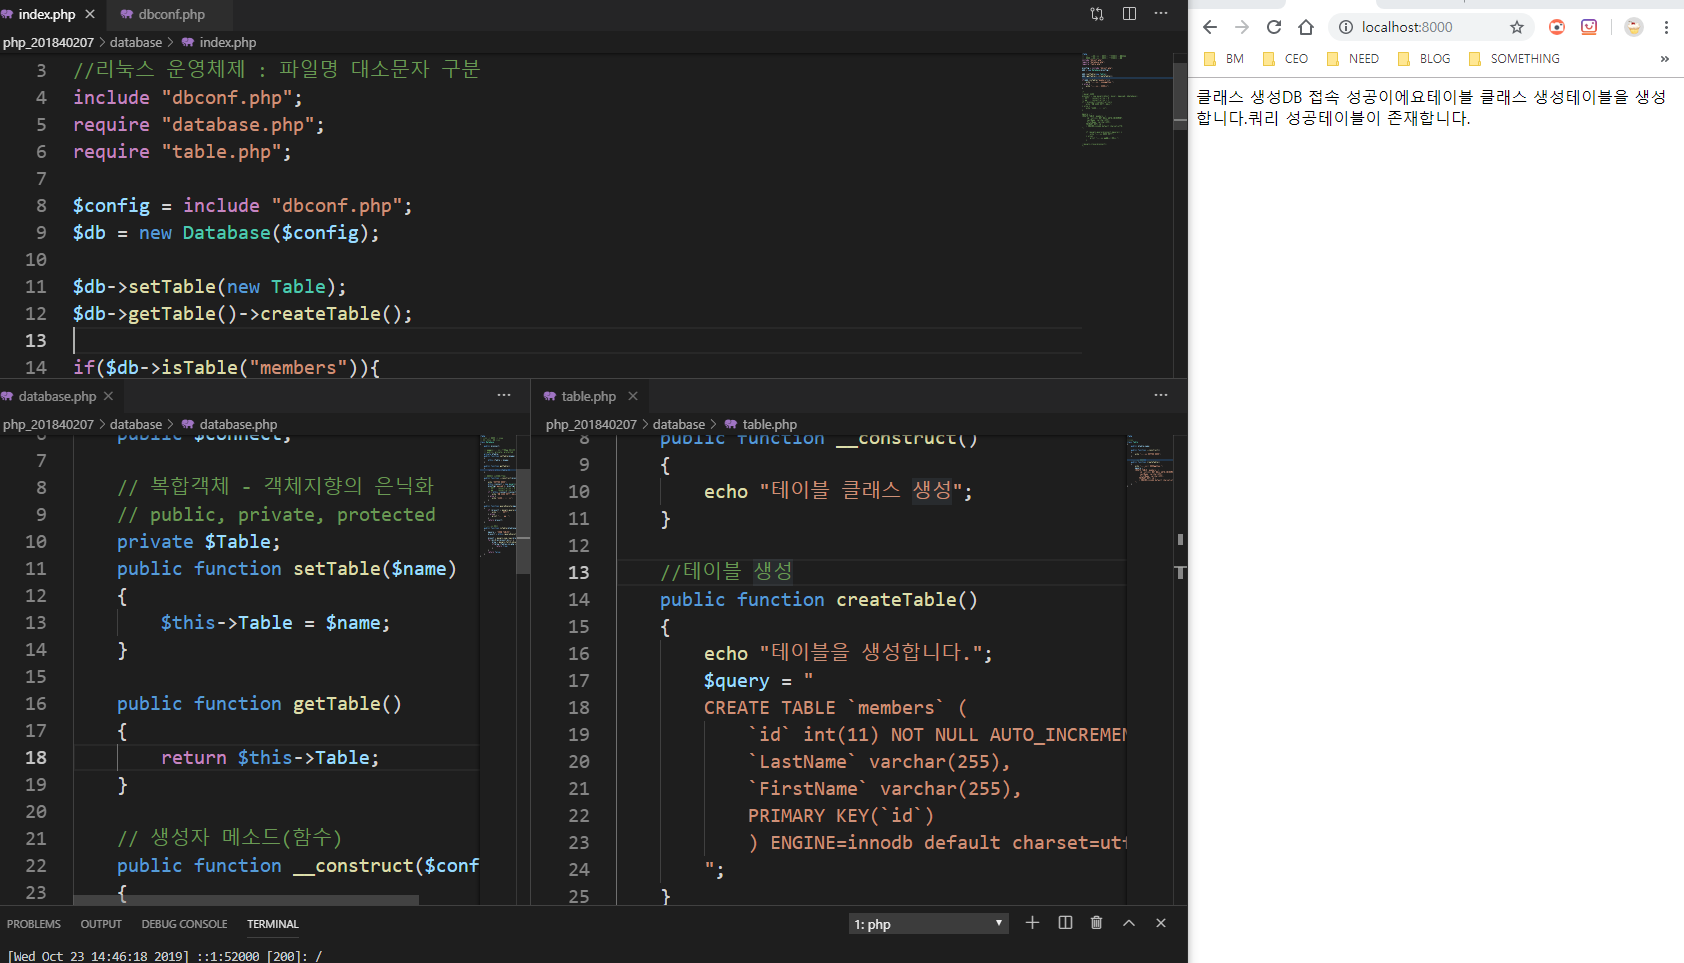 index.php
dbconf.php
php_201840207 > database > index.php
3 //리눅스 운영체제 : 파일명 대소문자 구분
4 include "dbconf.php";
5 require "database.php";
6 require "table.php";
7
8 $config = include "dbconf.php";
9 $db = new Database($config);
10
11 $db->setTable(new Table);
12 $db->getTable()->createTable();
13
14 if($db->isTable("members")){
database.php
php_201840207 > database > database.php
public $connect;
7
8 // 복합객체 - 객체지향의 은닉화
9 // public, private, protected
10 private $Table;
11 public function setTable($name)
12 {
13 $this->Table = $name;
14 }
15
16 public function getTable()
17 {
18 return $this->Table;
19 }
20
21 // 생성자 메소드(함수)
22 public function __construct($conf
23 {
table.php
php_201840207 > database > table.php
8 public function __construct()
9 {
10 echo "테이블 클래스 생성";
11 }
12
13 //테이블 생성
14 public function createTable()
15 {
16 echo "테이블을 생성합니다.";
17 $query = "
18 CREATE TABLE `members` (
19 `id` int(11) NOT NULL AUTO_INCREMEN
20 `LastName` varchar(255),
21 `FirstName` varchar(255),
22 PRIMARY KEY(`id`)
23 ) ENGINE=innodb default charset=utf
24 ";
25 }
PROBLEMS OUTPUT DEBUG CONSOLE TERMINAL
1: php
[Wed Oct 23 14:46:18 2019] ::1:52000 [200]: /
localhost:8000
BM CEO NEED BLOG SOMETHING
클래스 생성DB 접속 성공이에요테이블 클래스 생성테이블을 생성
합니다.쿼리 성공테이블이 존재합니다.